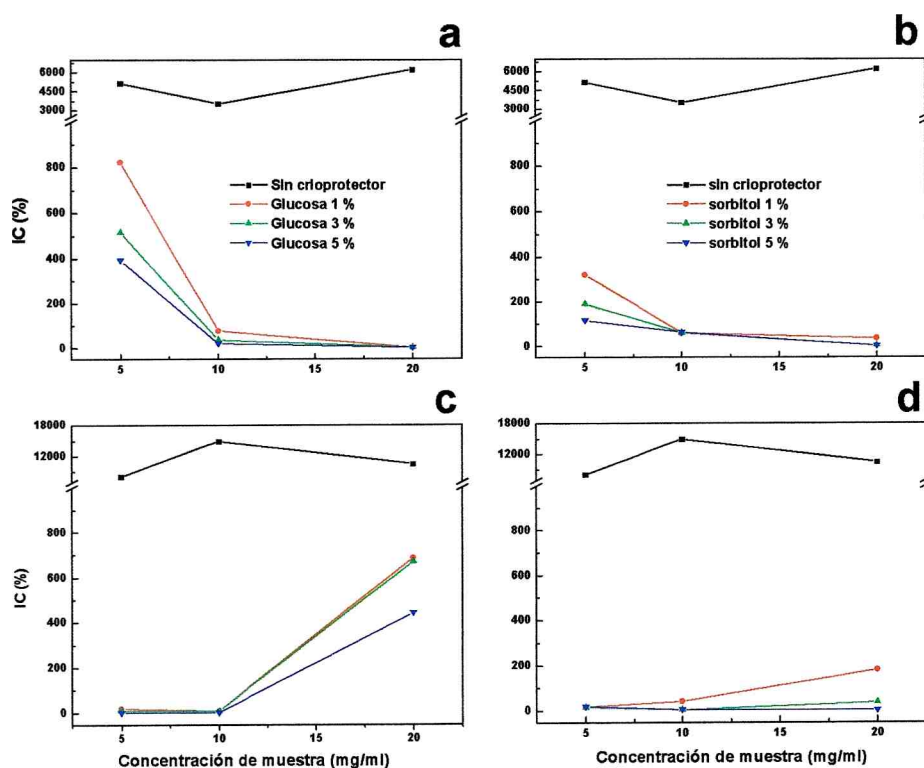 a
6000
4500
3000
800
600
400
200
0
IC (%)
Sin crioprotector
Glucosa 1 %
Glucosa 3 %
Glucosa 5 %
5
10
15
20
b
6000
4500
3000
800
600
400
200
0
sin crioprotector
sorbitol 1 %
sorbitol 3 %
sorbitol 5 %
5
10
15
20
c
18000
12000
800
600
400
200
0
IC (%)
5
10
15
20
Concentración de muestra (mg/ml)
d
18000
12000
800
600
400
200
0
5
10
15
20
Concentración de muestra (mg/ml)